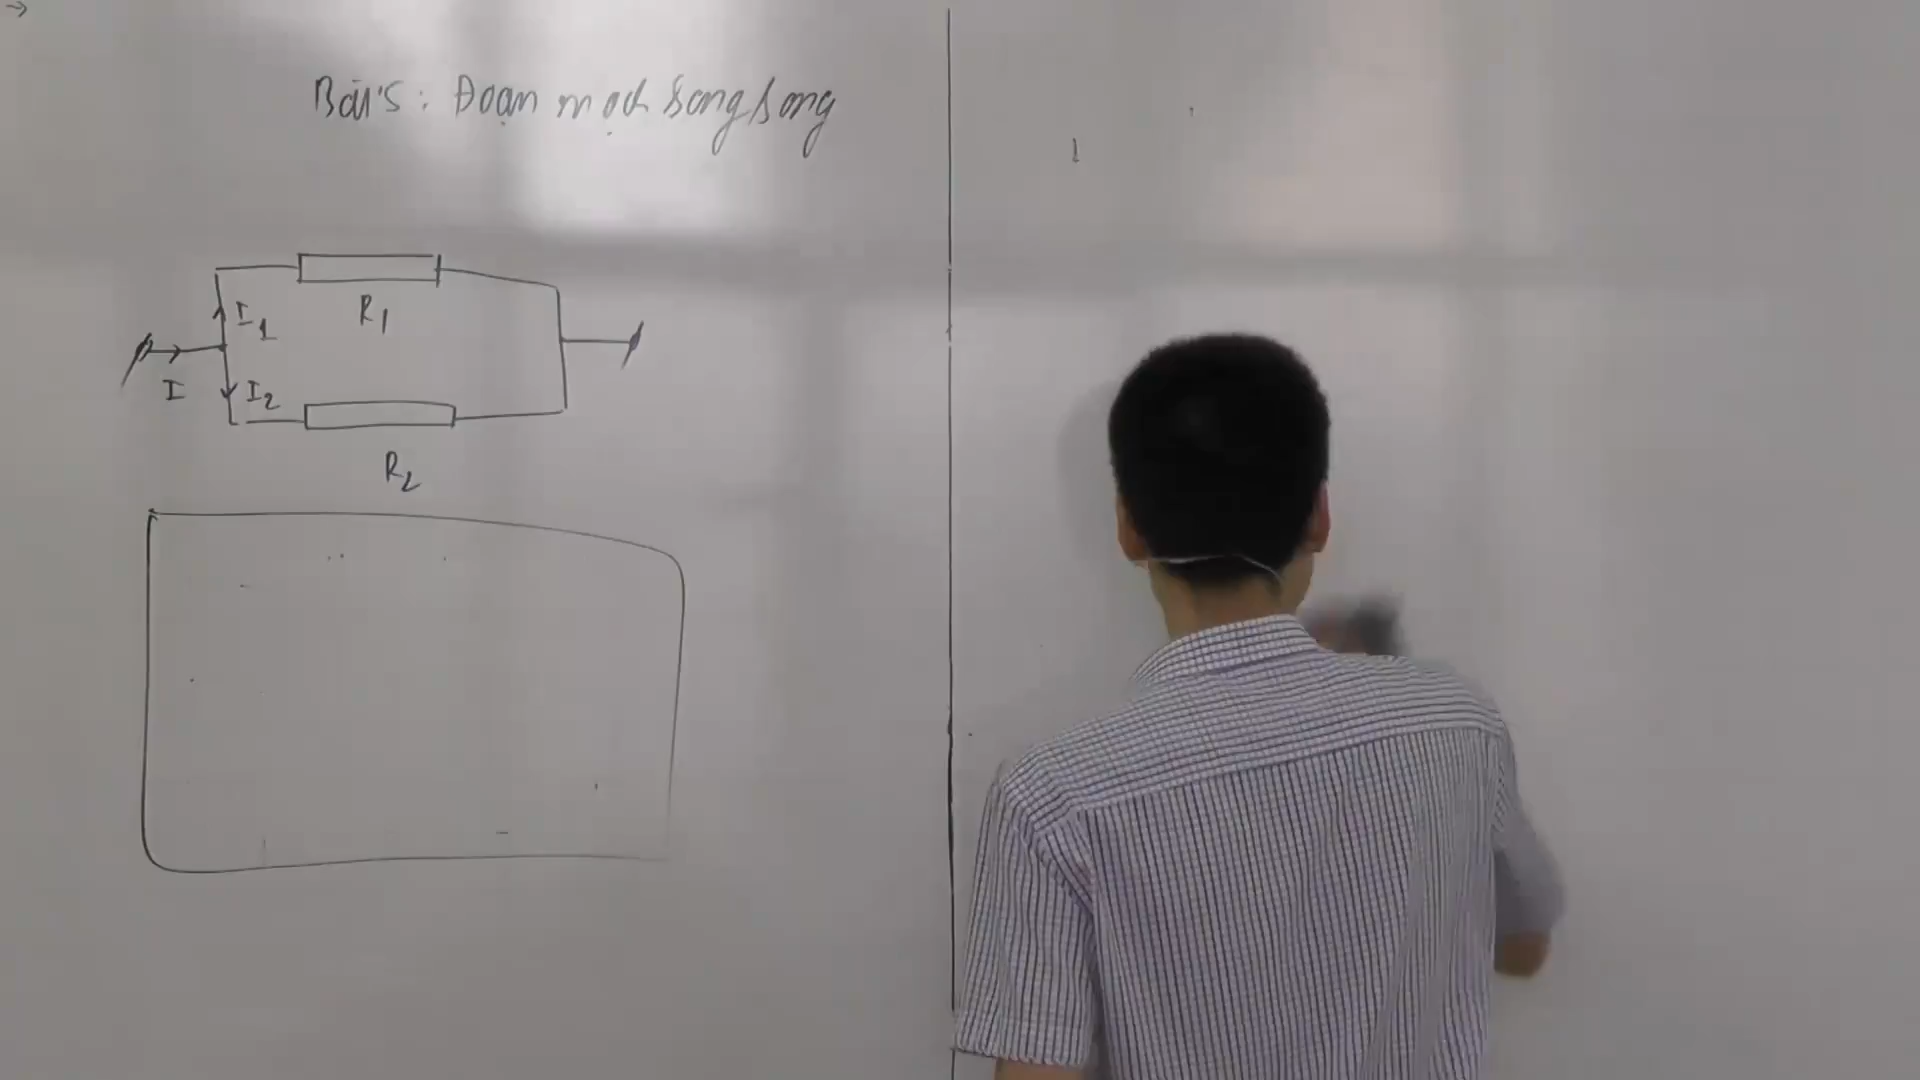 Bài 5: Đoạn mạch song song
I1
R1
I
I2
R2